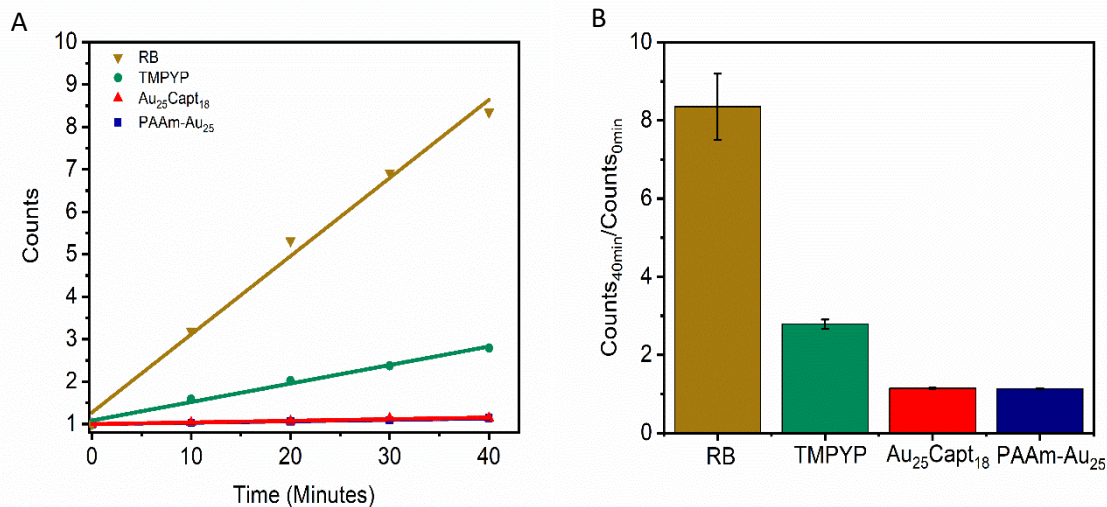 A
10
9
8
7
6
5
4
3
2
1
Counts
RB
TMPYP
Au₂₅Capt₁₈
PAAm-Au₂₅
0
10
20
30
40
Time (Minutes)
B
10
8
6
4
2
0
Counts₄₀ₘᵢₙ/Counts₀ₘᵢₙ
RB
TMPYP
Au₂₅Capt₁₈
PAAm-Au₂₅